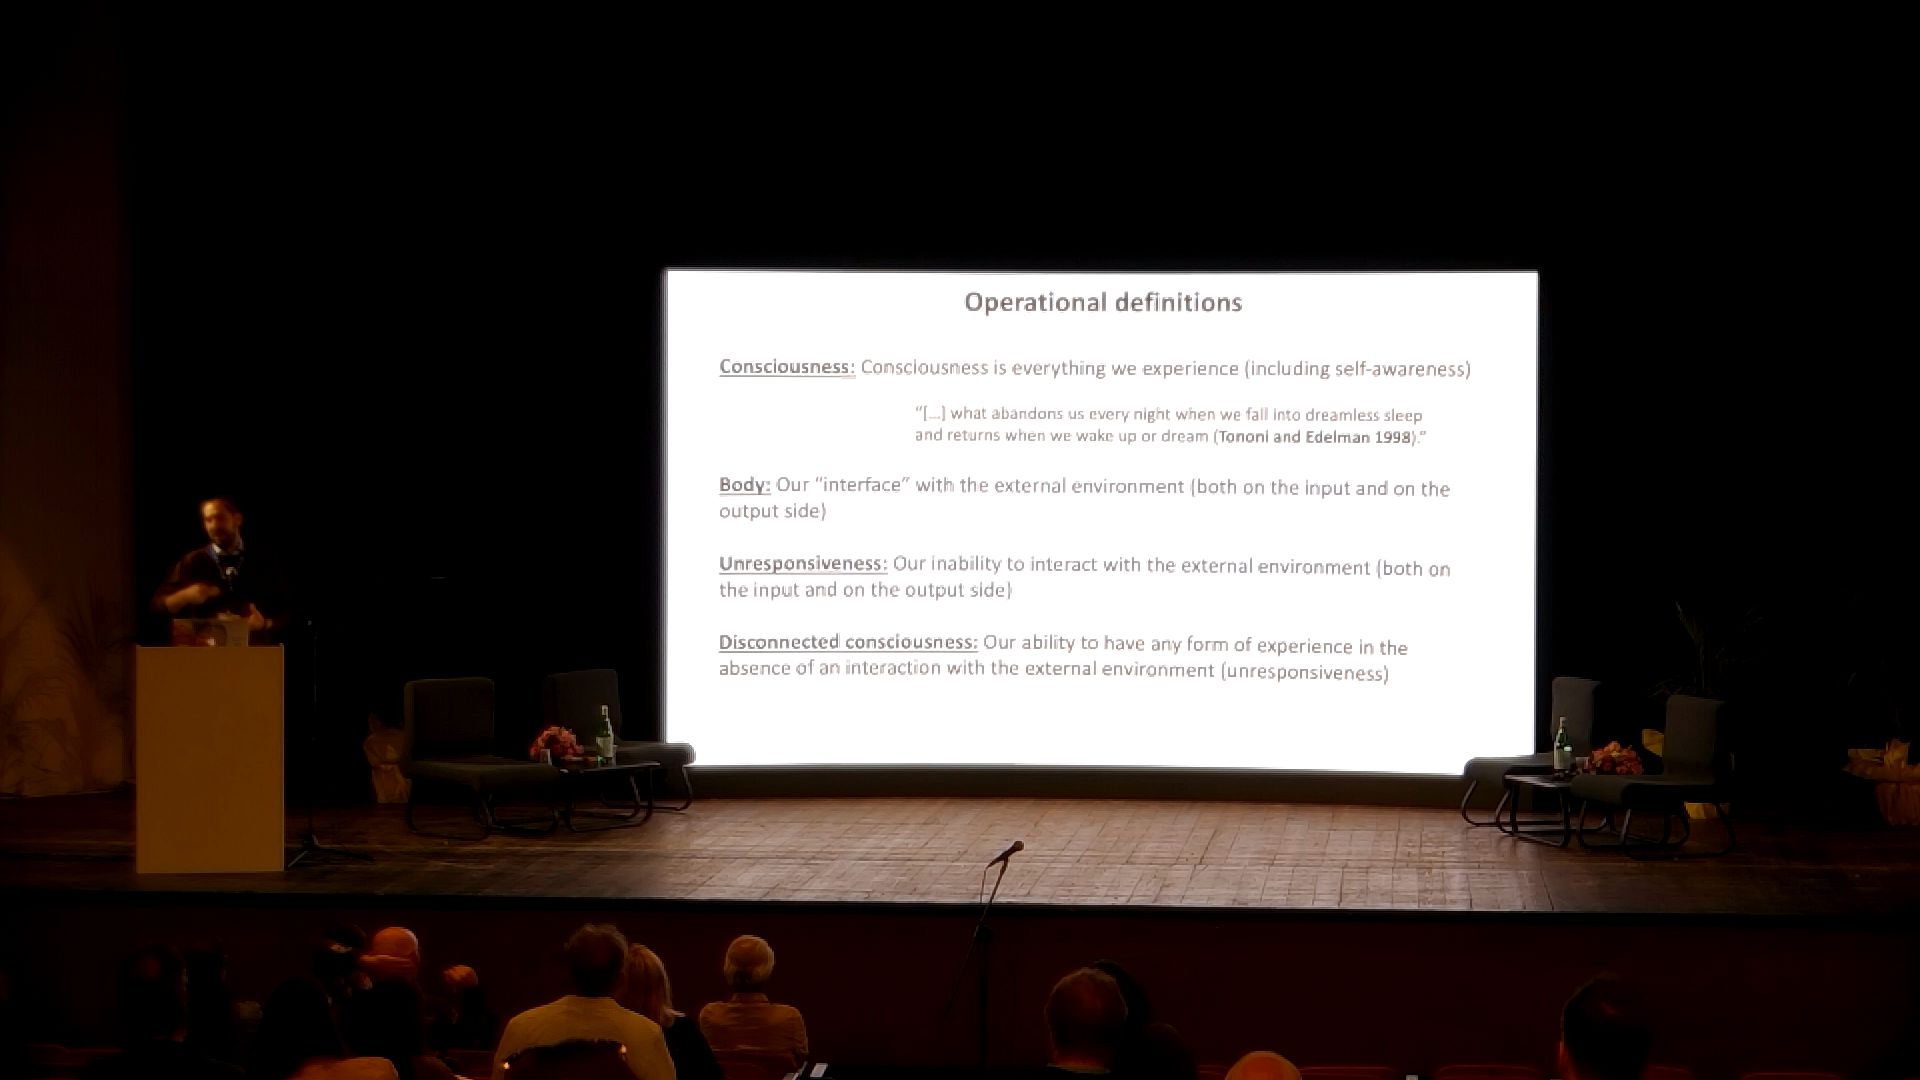 Operational definitions
Consciousness: Consciousness is everything we experience (including self-awareness)
“[...] what abandons us every night when we fall into dreamless sleep
and returns when we wake up or dream (Tononi and Edelman 1998).”
Body: Our “interface” with the external environment (both on the input and on the
output side)
Unresponsiveness: Our inability to interact with the external environment (both on
the input and on the output side)
Disconnected consciousness: Our ability to have any form of experience in the
absence of an interaction with the external environment (unresponsiveness)